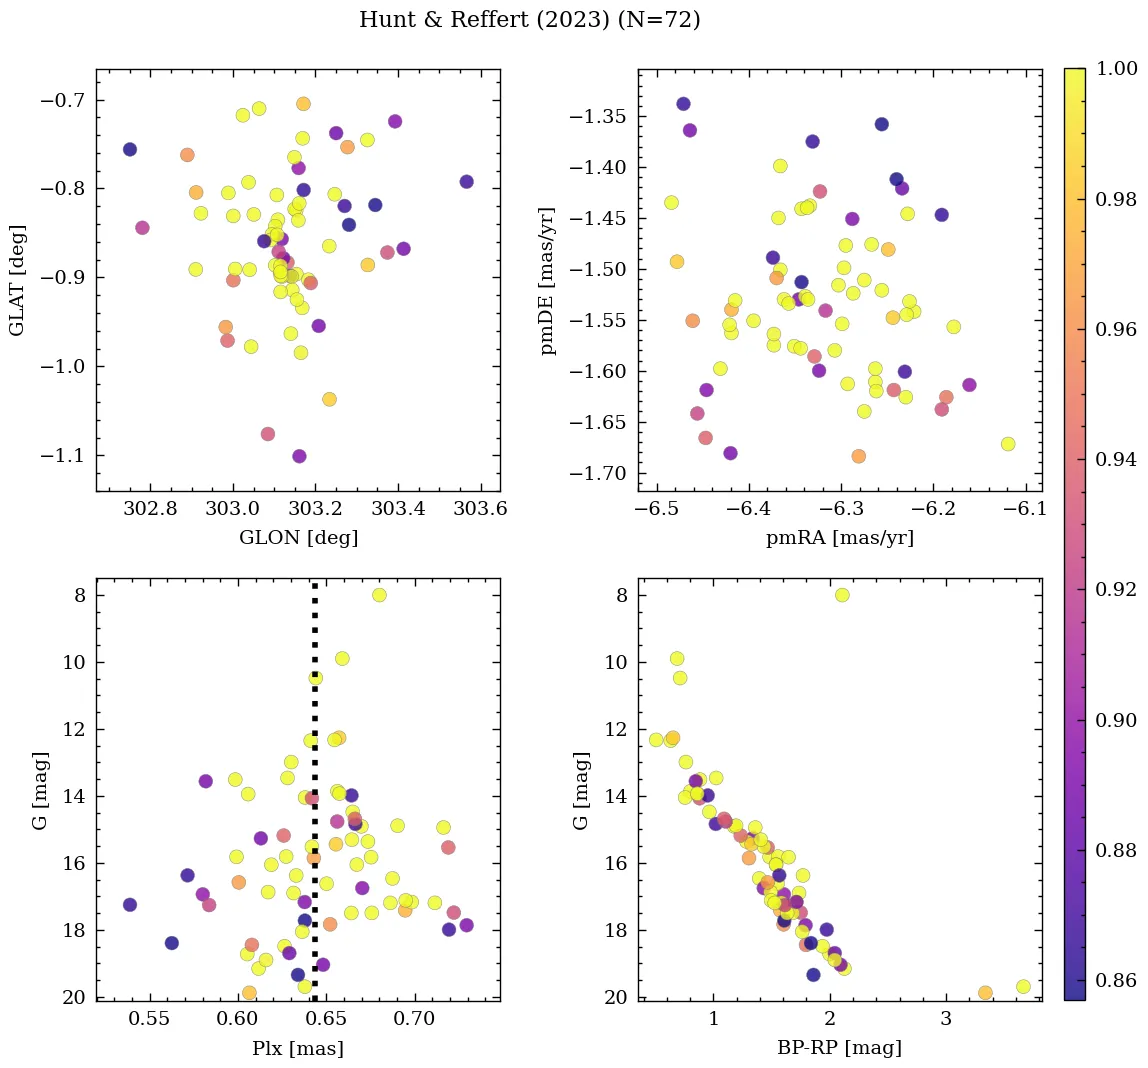 Hunt & Reffert (2023) (N=72)
−0.7
−0.8
−0.9
−1.0
−1.1
GLAT [deg]
302.8 303.0 303.2 303.4 303.6
GLON [deg]
−1.35
−1.40
−1.45
−1.50
−1.55
−1.60
−1.65
−1.70
pmDE [mas/yr]
−6.5 −6.4 −6.3 −6.2 −6.1
pmRA [mas/yr]
8
10
12
14
16
18
20
G [mag]
0.55 0.60 0.65 0.70
Plx [mas]
8
10
12
14
16
18
20
G [mag]
1 2 3
BP-RP [mag]
1.00
0.98
0.96
0.94
0.92
0.90
0.88
0.86